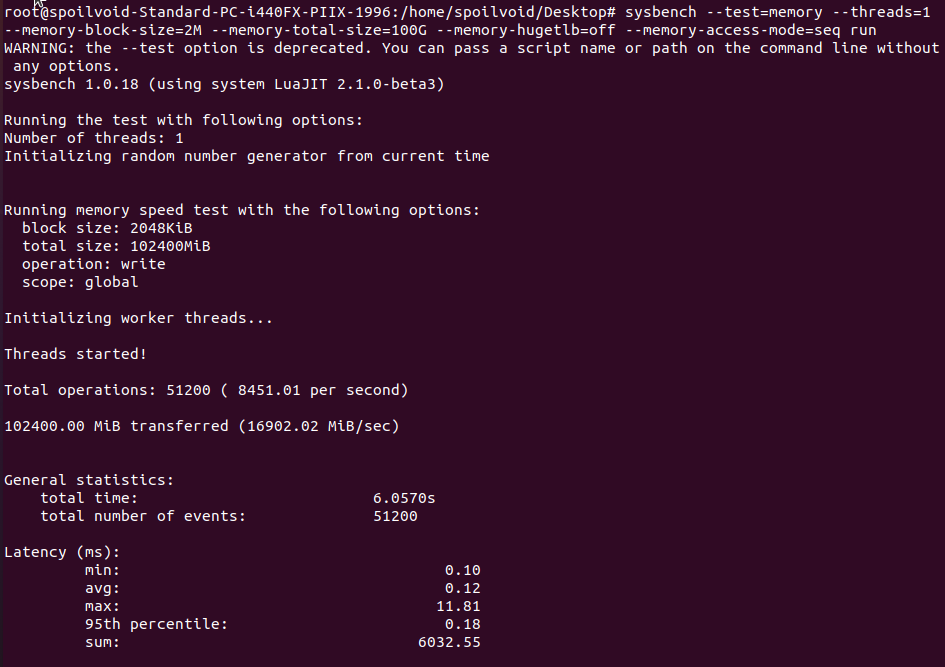 root@spoilvoid-Standard-PC-i440FX-PIIX-1996:/home/spoilvoid/Desktop# sysbench --test=memory --threads=1
--memory-block-size=2M --memory-total-size=100G --memory-hugetlb=off --memory-access-mode=seq run
WARNING: the --test option is deprecated. You can pass a script name or path on the command line without
any options.
sysbench 1.0.18 (using system LuaJIT 2.1.0-beta3)
Running the test with following options:
Number of threads: 1
Initializing random number generator from current time
Running memory speed test with the following options:
block size: 2048KiB
total size: 102400MiB
operation: write
scope: global
Initializing worker threads...
Threads started!
Total operations: 51200 ( 8451.01 per second)
102400.00 MiB transferred (16902.02 MiB/sec)
General statistics:
total time: 6.0570s
total number of events: 51200
Latency (ms):
min: 0.10
avg: 0.12
max: 11.81
95th percentile: 0.18
sum: 6032.55